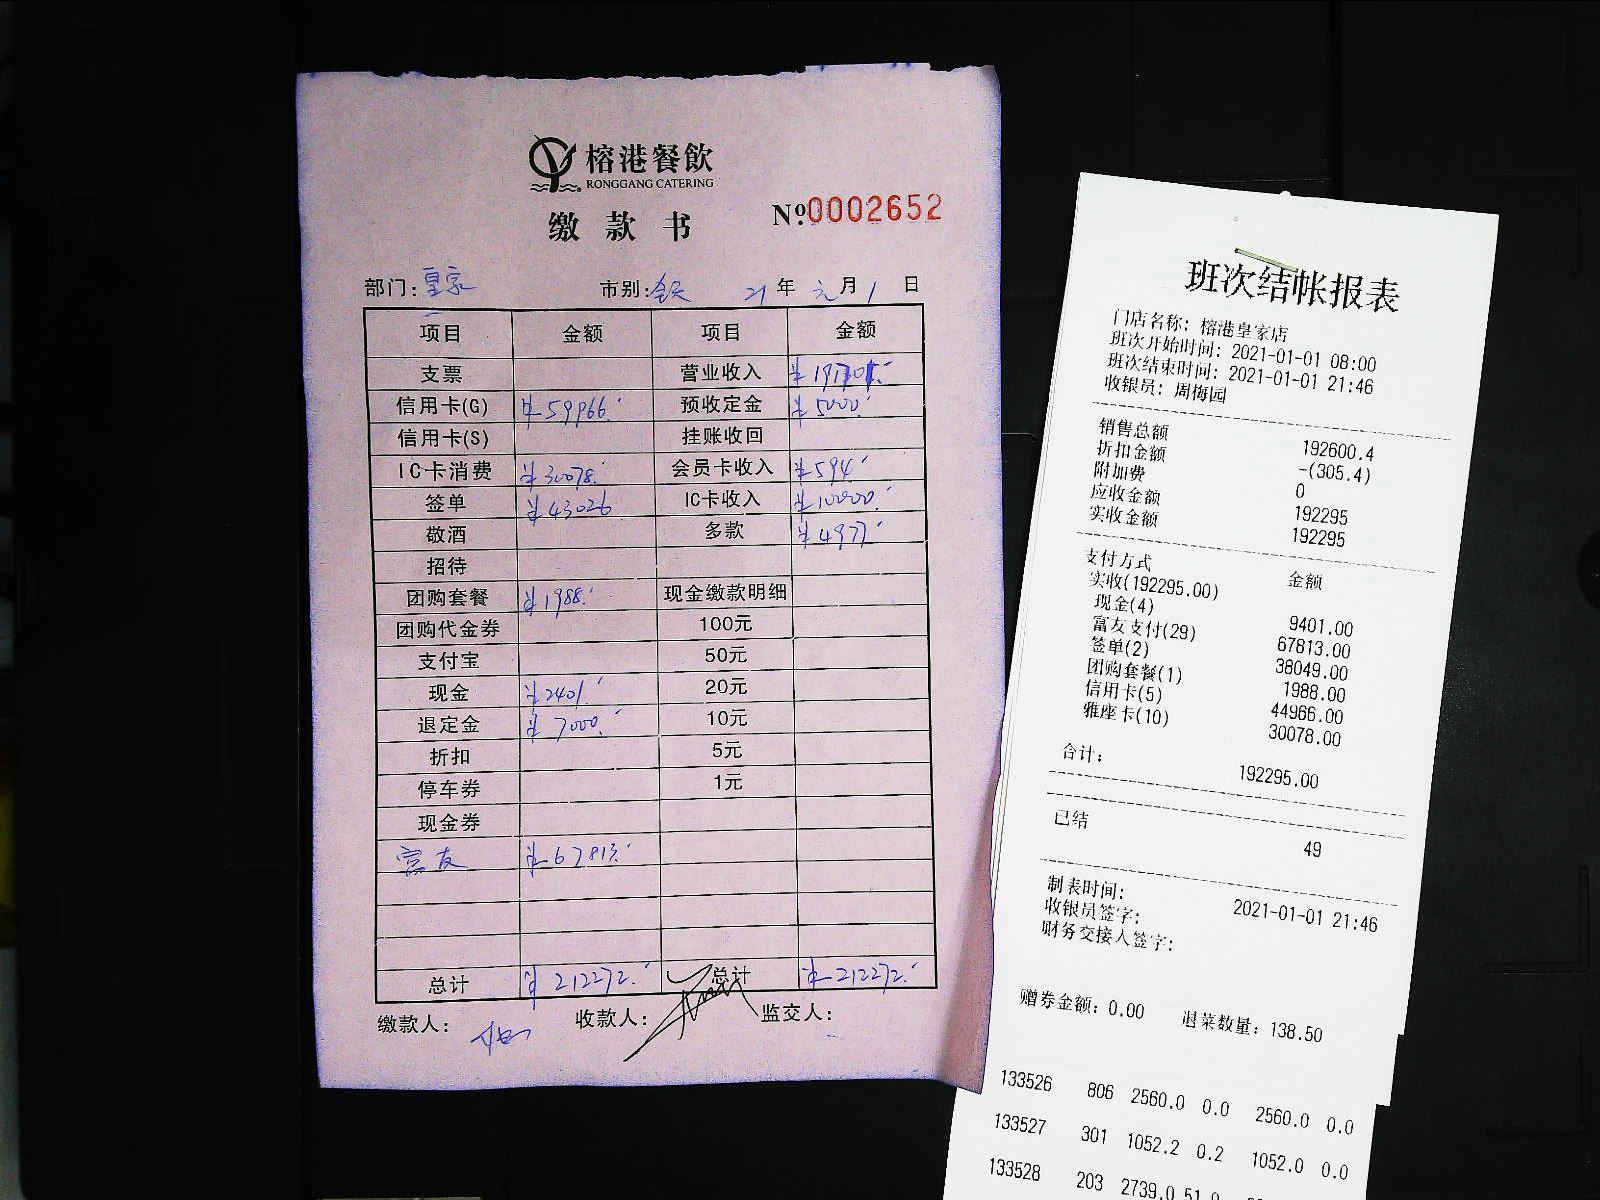 榕港餐飲
RONGGANG CATERING
缴款书
№0002652
部门:皇家 市别:全天 21年元月1日
项目 金额 项目 金额
支票 营业收入 ¥191701.
信用卡(G) ¥59966. 预收定金 ¥5000.
信用卡(S) 挂账收回
IC卡消费 ¥30078. 会员卡收入 ¥594
签单 ¥43026 IC卡收入 ¥10000.
敬酒 多款 ¥4977
招待
团购套餐 ¥1988. 现金缴款明细
团购代金券 100元
支付宝 50元
现金 ¥2401. 20元
退定金 ¥7000. 10元
折扣 5元
停车券 1元
现金券
富友 ¥67813.
总计 ¥212272. 总计 ¥212272.
缴款人: 收款人: 监交人:
班次结帐报表
门店名称: 榕港皇家店
班次开始时间: 2021-01-01 08:00
班次结束时间: 2021-01-01 21:46
收银员: 周梅园
销售总额 192600.4
折扣金额 -(305.4)
附加费 0
应收金额 192295
实收金额 192295
支付方式 金额
实收(192295.00)
现金(4) 9401.00
富友支付(29) 67813.00
签单(2) 38049.00
团购套餐(1) 1988.00
信用卡(5) 44966.00
雅座卡(10) 30078.00
合计: 192295.00
已结 49
制表时间: 2021-01-01 21:46
收银员签字:
财务交接人签字:
赠券金额: 0.00 退菜数量: 138.50
133526 806 2560.0 0.0 2560.0 0.0
133527 301 1052.2 0.2 1052.0 0.0
133528 203 2739.0 51.0